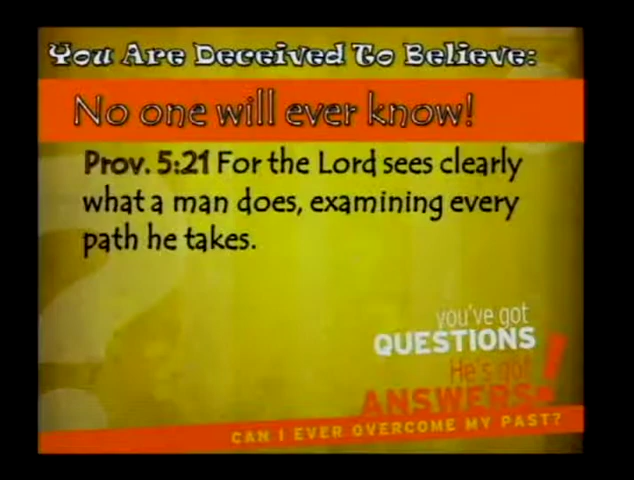 You Are Deceived To Believe:
No one will ever know!
Prov. 5:21 For the Lord sees clearly
what a man does, examining every
path he takes.
you've got
QUESTIONS
He's got
ANSWERS!
CAN I EVER OVERCOME MY PAST?